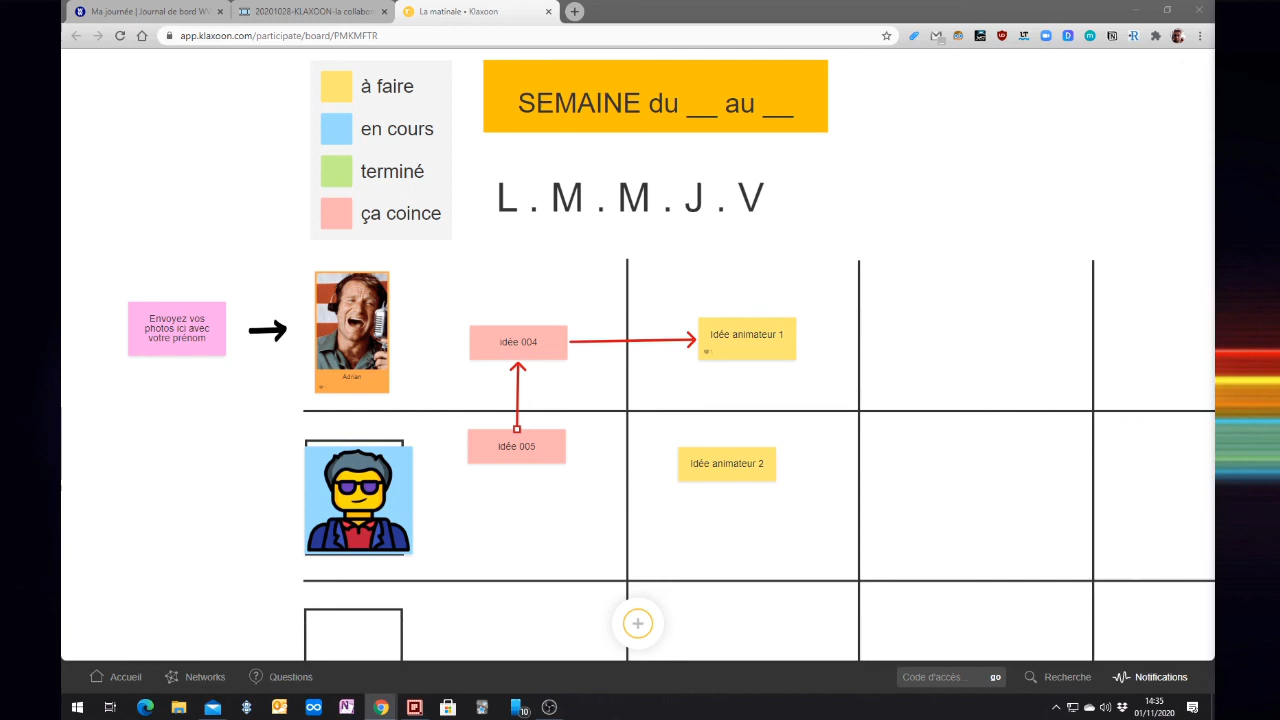 Ma journée | Journal de bord W
20201028-KLAXOON-la collabor
La matinale • Klaxoon
app.klaxoon.com/participate/board/PMKMFTR
à faire
en cours
terminé
ça coince
SEMAINE du __ au __
L . M . M . J . V
Envoyez vos
photos ici avec
votre prénom
Adrian
idée 004
Idée animateur 1
idée 005
Idée animateur 2
Accueil
Networks
Questions
Code d'accès...
go
Recherche
Notifications
10
14:35
01/11/2020